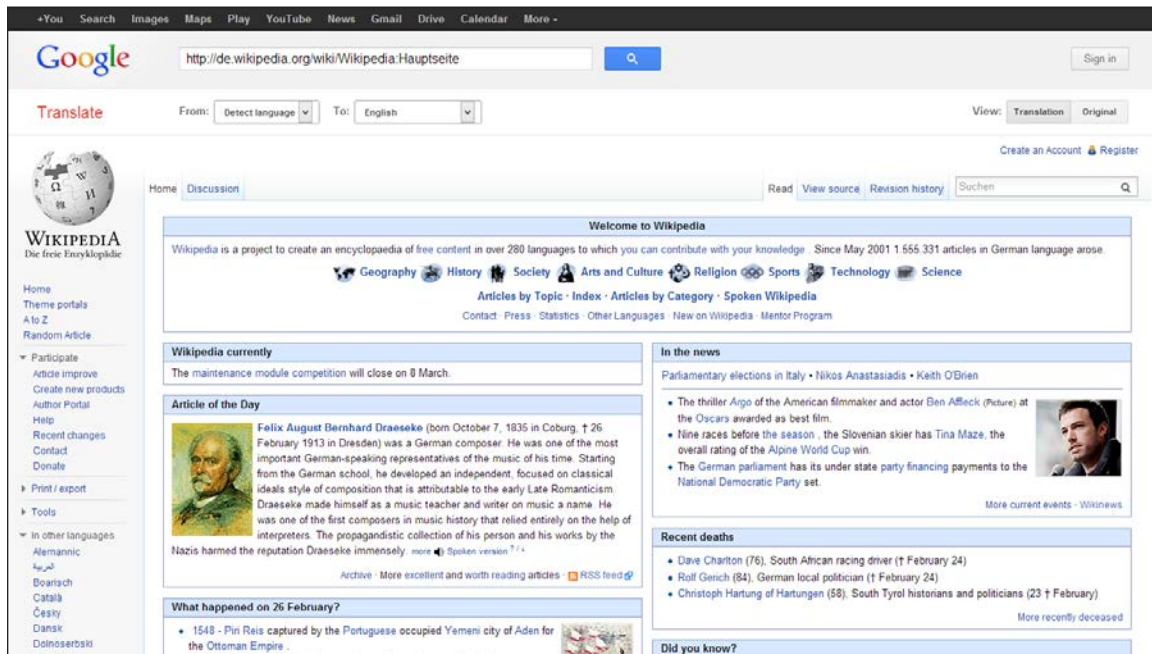 +You Search Images Maps Play YouTube News Gmail Drive Calendar More
Google
http://de.wikipedia.org/wiki/Wikipedia:Hauptseite
Sign in
Translate
From: Detect language To: English
View: Translation Original
Create an Account Register
Home Discussion
Read View source Revision history Suchen
WIKIPEDIA
Die freie Enzyklopädie
Home
Theme portals
A to Z
Random Article
Participate
Article improve
Create new products
Author Portal
Help
Recent changes
Contact
Donate
Print / export
Tools
In other languages
Alemannic
العربية
Boarisch
Català
Česky
Dansk
Dolnoserbski
Welcome to Wikipedia
Wikipedia is a project to create an encyclopaedia of free content in over 280 languages to which you can contribute with your knowledge . Since May 2001 1.555.331 articles in German language arose.
Geography History Society Arts and Culture Religion Sports Technology Science
Articles by Topic · Index · Articles by Category · Spoken Wikipedia
Contact · Press · Statistics · Other Languages · New on Wikipedia · Mentor Program
Wikipedia currently
The maintenance module competition will close on 8 March.
Article of the Day
Felix August Bernhard Draeseke (born October 7, 1835 in Coburg, † 26
February 1913 in Dresden) was a German composer. He was one of the most
important German-speaking representatives of the music of his time. Starting
from the German school, he developed an independent, focused on classical
ideals style of composition that is attributable to the early Late Romanticism.
Draeseke made himself as a music teacher and writer on music a name. He
was one of the first composers in music history that relied entirely on the help of
interpreters. The propagandistic collection of his person and his works by the
Nazis harmed the reputation Draeseke immensely. more Spoken version
Archive · More excellent and worth reading articles · RSS feed
What happened on 26 February?
1548 - Piri Reis captured by the Portuguese occupied Yemeni city of Aden for
the Ottoman Empire .
In the news
Parliamentary elections in Italy • Nikos Anastasiadis • Keith O'Brien
The thriller Argo of the American filmmaker and actor Ben Affleck (Picture) at
the Oscars awarded as best film.
Nine races before the season , the Slovenian skier has Tina Maze, the
overall rating of the Alpine World Cup win.
The German parliament has its under state party financing payments to the
National Democratic Party set.
More current events · Wikinews
Recent deaths
Dave Charlton (76), South African racing driver († February 24)
Rolf Gerich (84), German local politician († February 24)
Christoph Hartung of Hartungen (58), South Tyrol historians and politicians (23 † February)
More recently deceased
Did you know?